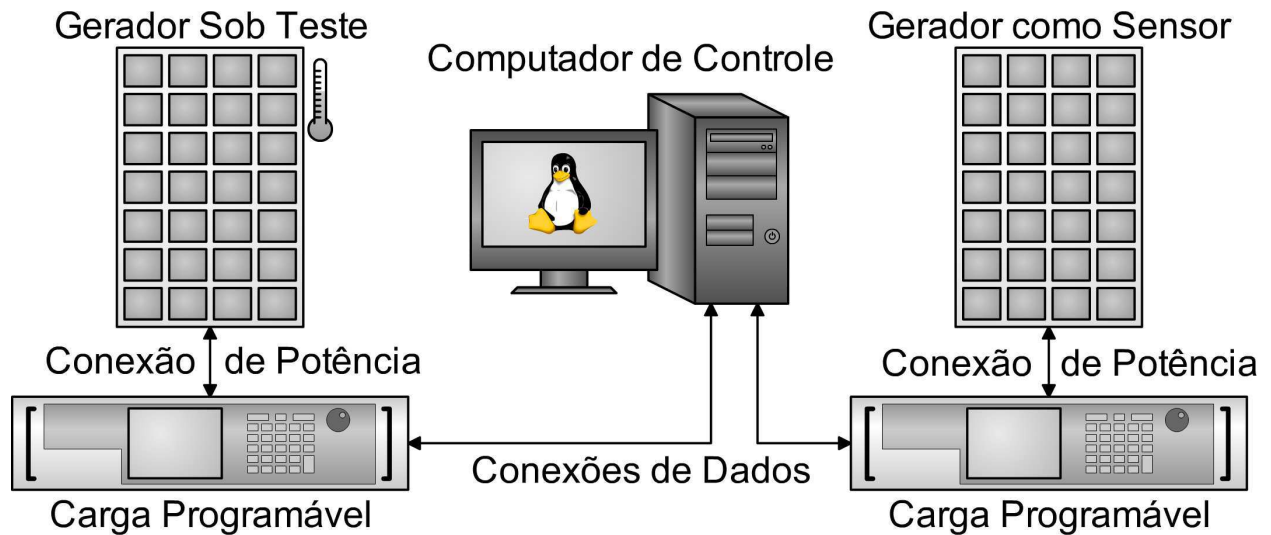 Gerador Sob Teste
Computador de Controle
Gerador como Sensor
Conexão de Potência
Conexão de Potência
Conexões de Dados
Carga Programável
Carga Programável